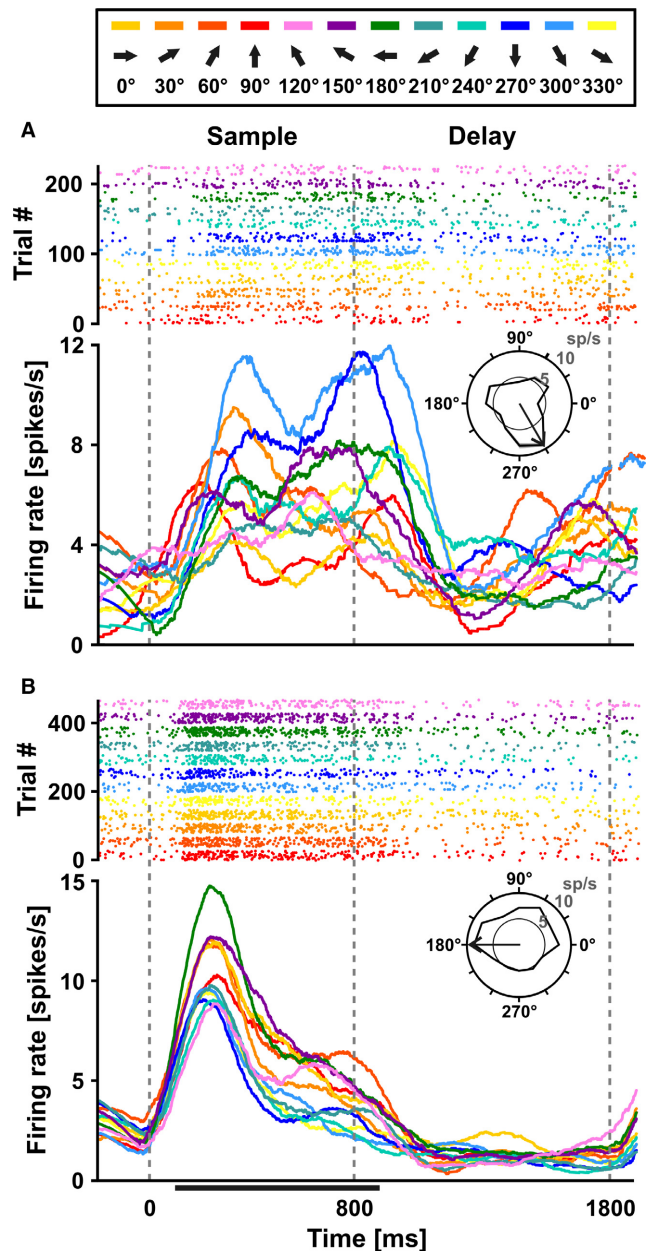 0° 30° 60° 90° 120° 150° 180° 210° 240° 270° 300° 330°
A
Sample Delay
200
100
0
Trial #
12
8
4
0
Firing rate [spikes/s]
90° sp/s
10
5
180° 0°
270°
B
400
200
0
Trial #
15
10
5
0
Firing rate [spikes/s]
90° sp/s
10
5
180° 0°
270°
0 800 1800
Time [ms]